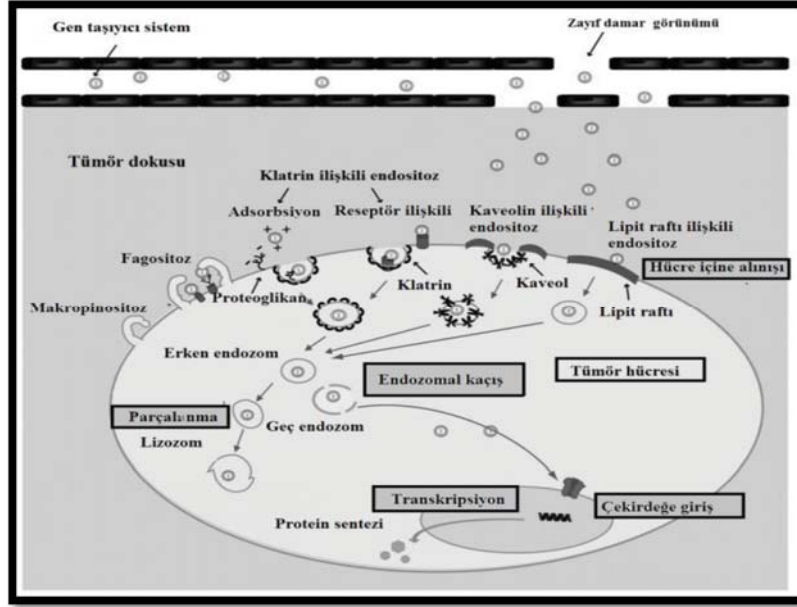 Gen taşıyıcı sistem
Zayıf damar görünümü
Tümör dokusu
Klatrin ilişkili endositoz
Adsorbsiyon
Reseptör ilişkili
Kaveolin ilişkili
endositoz
Lipit raftı ilişkili
endositoz
Fagositoz
Hücre içine alınışı
Proteoglikan
Klatrin
Kaveol
Makropinositoz
Lipit raftı
Erken endozom
Endozomal kaçış
Tümör hücresi
Parçalanma
Geç endozom
Lizozom
Transkripsiyon
Çekirdeğe giriş
Protein sentezi